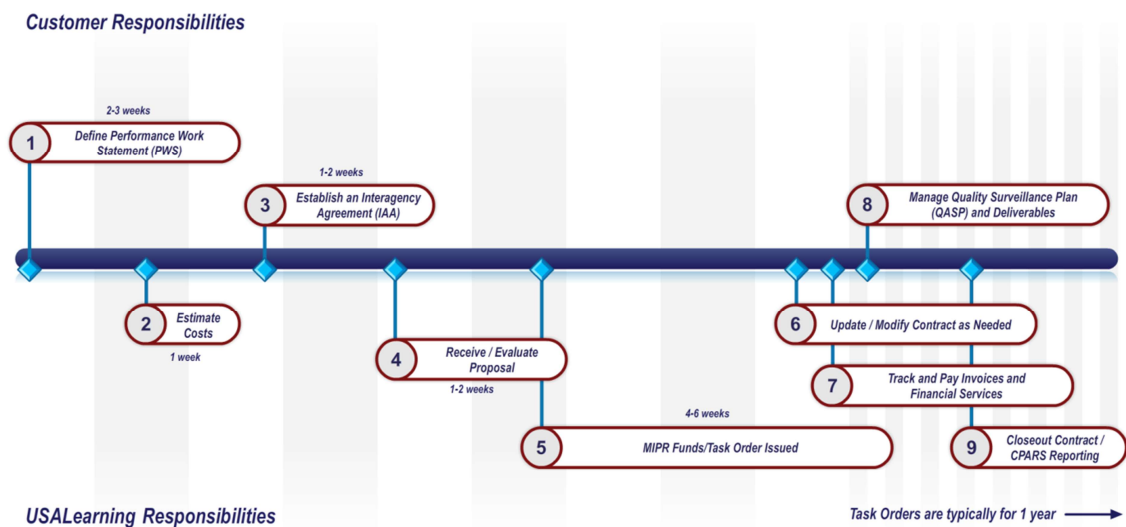 Customer Responsibilities
2-3 weeks
1
Define Performance Work
Statement (PWS)
1-2 weeks
3
Establish an Interagency
Agreement (IAA)
8
Manage Quality Surveillance Plan
(QASP) and Deliverables
2
Estimate
Costs
1 week
4
Receive / Evaluate
Proposal
1-2 weeks
4-6 weeks
5
MIPR Funds/Task Order Issued
6
Update / Modify Contract as Needed
7
Track and Pay Invoices and
Financial Services
9
Closeout Contract /
CPARS Reporting
USALearning Responsibilities
Task Orders are typically for 1 year